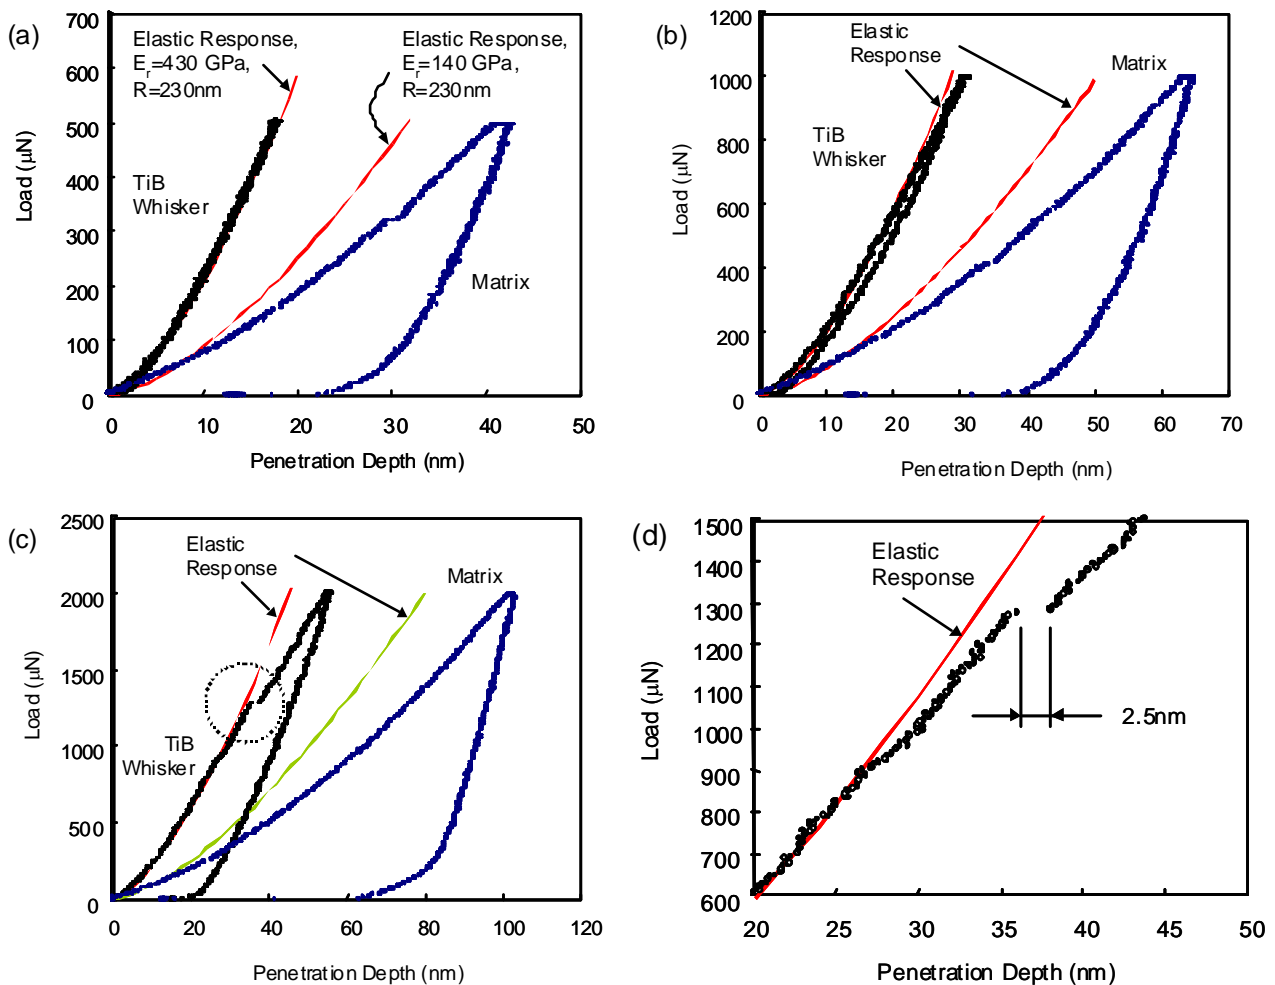 (a)
700
600
500
400
300
200
100
0
Load (μN)
Elastic Response,
Er=430 GPa,
R=230nm
Elastic Response,
Er=140 GPa,
R=230nm
TiB
Whisker
Matrix
0 10 20 30 40 50
Penetration Depth (nm)
(b)
1200
1000
800
600
400
200
0
Load (μN)
Elastic
Response
Matrix
TiB
Whisker
0 10 20 30 40 50 60 70
Penetration Depth (nm)
(c)
2500
2000
1500
1000
500
0
Load (μN)
Elastic
Response
Matrix
TiB
Whisker
0 20 40 60 80 100 120
Penetration Depth (nm)
(d)
1500
1400
1300
1200
1100
1000
900
800
700
600
Load (μN)
Elastic
Response
2.5nm
20 25 30 35 40 45 50
Penetration Depth (nm)